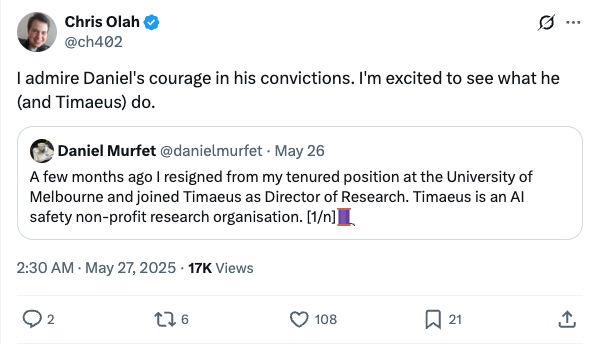 Chris Olah
@ch402
I admire Daniel's courage in his convictions. I'm excited to see what he
(and Timaeus) do.
Daniel Murfet @danielmurfet · May 26
A few months ago I resigned from my tenured position at the University of
Melbourne and joined Timaeus as Director of Research. Timaeus is an AI
safety non-profit research organisation. [1/n]🧵
2:30 AM · May 27, 2025 · 17K Views
2 6 108 21